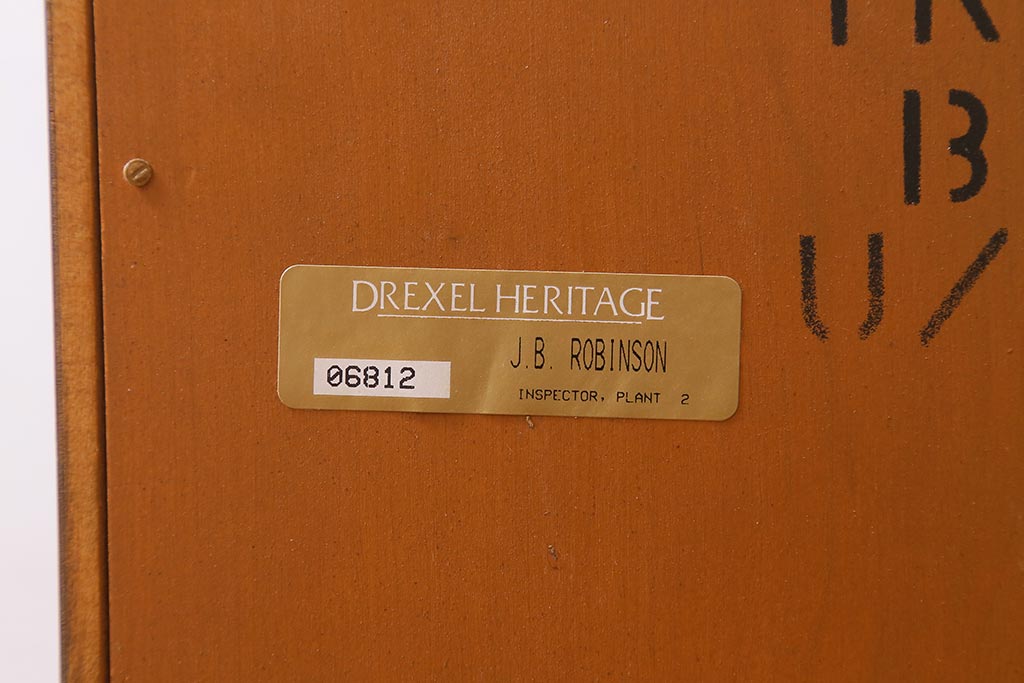 DREXEL HERITAGE
J.B. ROBINSON
06812
INSPECTOR, PLANT 2
B
U/